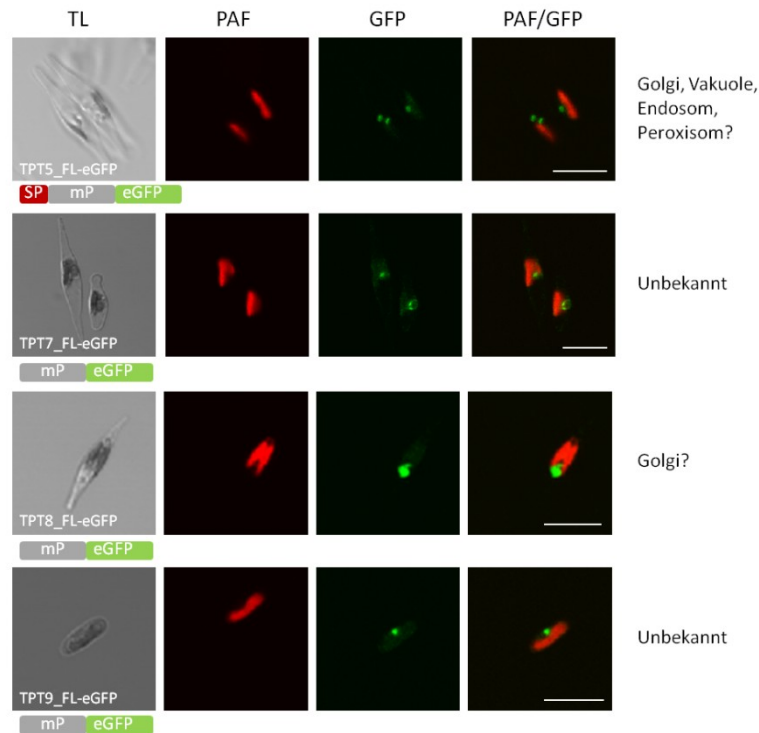 TL PAF GFP PAF/GFP
TPT5_FL-eGFP
Golgi, Vakuole,
Endosom,
Peroxisom?
SP mP eGFP
TPT7_FL-eGFP
Unbekannt
mP eGFP
TPT8_FL-eGFP
Golgi?
mP eGFP
TPT9_FL-eGFP
Unbekannt
mP eGFP